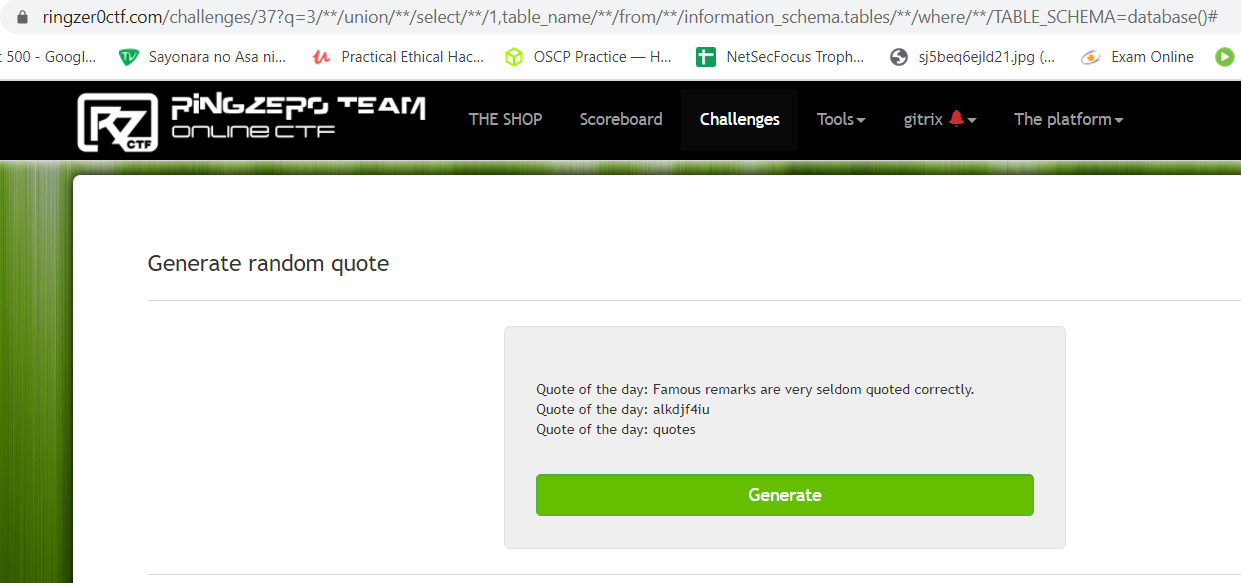 ringzer0ctf.com/challenges/37?q=3/**/union/**/select/**/1,table_name/**/from/**/information_schema.tables/**/where/**/TABLE_SCHEMA=database()#
: 500 - Googl... Sayonara no Asa ni... Practical Ethical Hac... OSCP Practice — H... NetSecFocus Troph... sj5beq6ejld21.jpg (... Exam Online
RiNGZER0 TEAM
ONLINE CTF
RZ CTF
THE SHOP Scoreboard Challenges Tools gitrix The platform
Generate random quote
Quote of the day: Famous remarks are very seldom quoted correctly.
Quote of the day: alkdjf4iu
Quote of the day: quotes
Generate